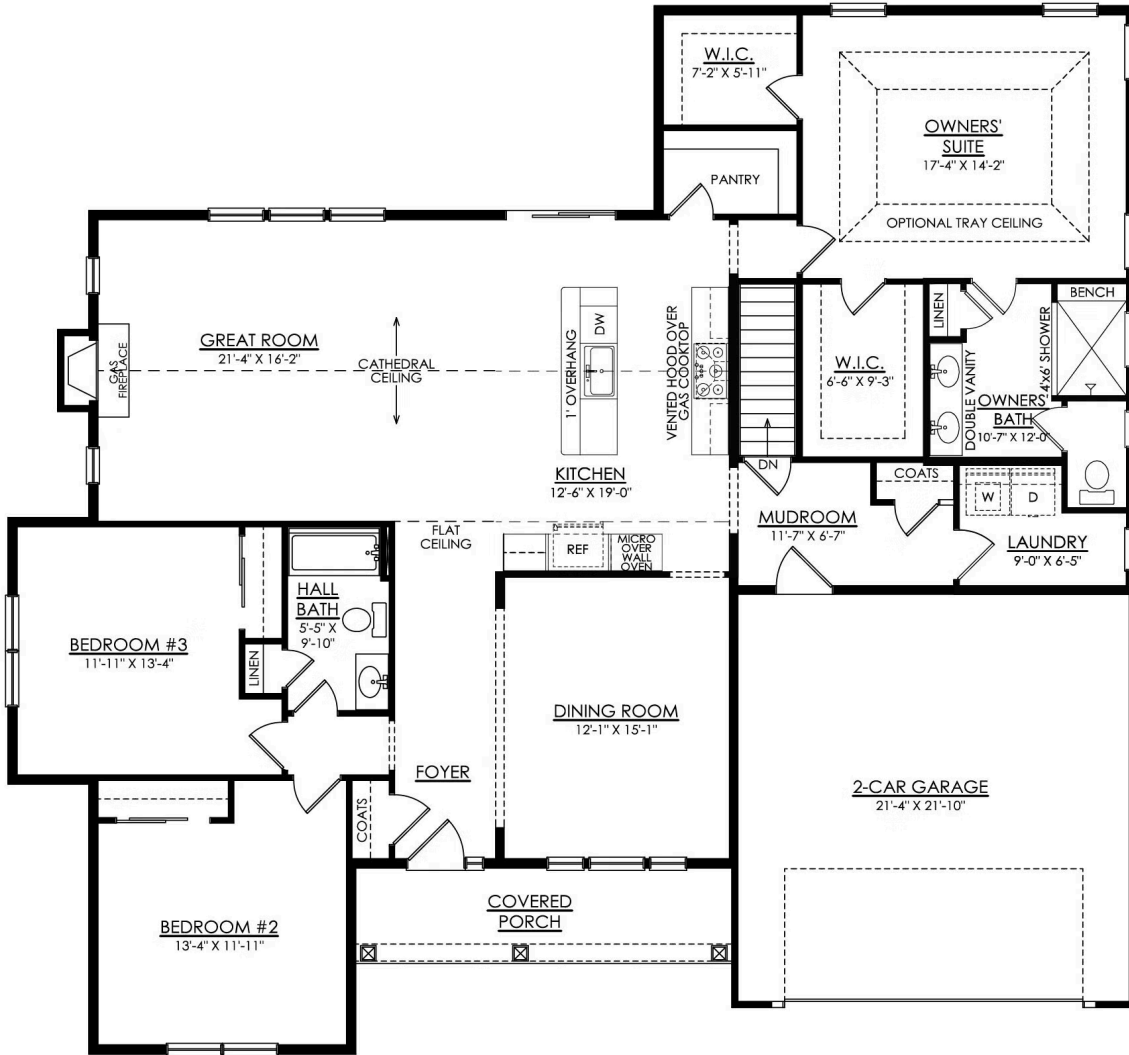 W.I.C.
7'-2" X 5'-11"
OWNERS'
SUITE
17'-4" X 14'-2"
PANTRY
OPTIONAL TRAY CEILING
GREAT ROOM
21'-4" X 16'-2"
GAS
FIREPLACE
CATHEDRAL
CEILING
1' OVERHANG
DW
VENTED HOOD OVER
GAS COOKTOP
KITCHEN
12'-6" X 19'-0"
DN
W.I.C.
6'-6" X 9'-3"
LINEN
BENCH
4'X6' SHOWER
DOUBLE VANITY
OWNERS'
BATH
10'-7" X 12'-0"
COATS
W
D
MUDROOM
11'-7" X 6'-7"
LAUNDRY
9'-0" X 6'-5"
FLAT
CEILING
REF
MICRO
OVER
WALL
OVEN
HALL
BATH
5'-5" X
9'-10"
BEDROOM #3
11'-11" X 13'-4"
LINEN
DINING ROOM
12'-1" X 15'-1"
FOYER
COATS
2-CAR GARAGE
21'-4" X 21'-10"
COVERED
PORCH
BEDROOM #2
13'-4" X 11'-11"